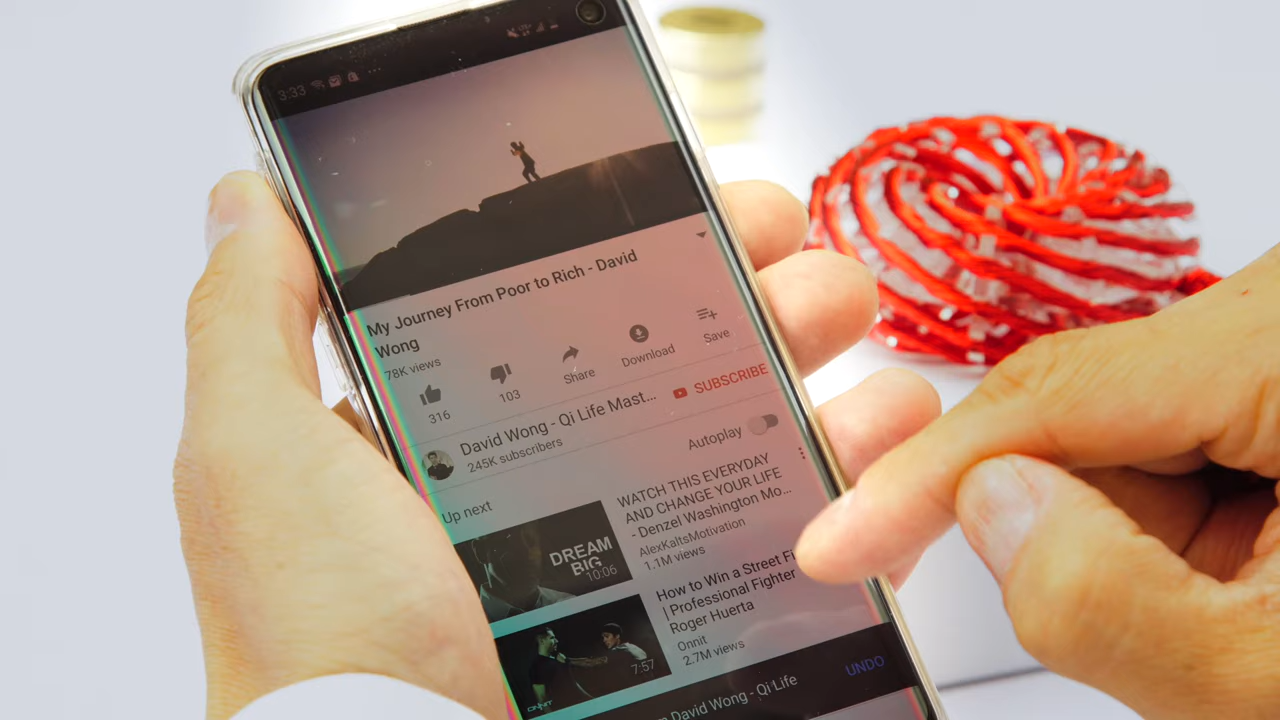 3:33
My Journey From Poor to Rich - David
Wong
78K views
316
103
Share
Download
Save
David Wong - Qi Life Mast...
245K subscribers
SUBSCRIBE
Autoplay
Up next
DREAM
BIG
10:06
WATCH THIS EVERYDAY
AND CHANGE YOUR LIFE
- Denzel Washington Mo...
AlexKaltsMotivation
1.1M views
ONNIT
7:57
How to Win a Street Fi
| Professional Fighter
Roger Huerta
Onnit
2.7M views
David Wong - Qi Life
UNDO